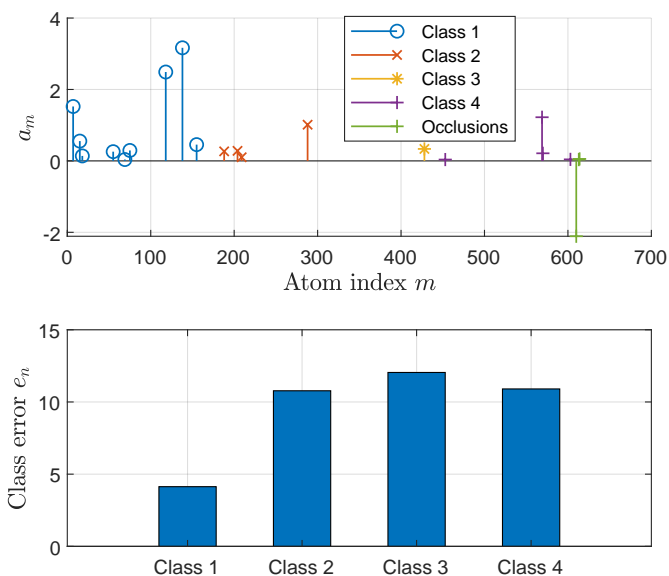 4
2
0
-2
a_m
Class 1
Class 2
Class 3
Class 4
Occlusions
0 100 200 300 400 500 600 700
Atom index m
15
10
5
0
Class error e_n
Class 1 Class 2 Class 3 Class 4